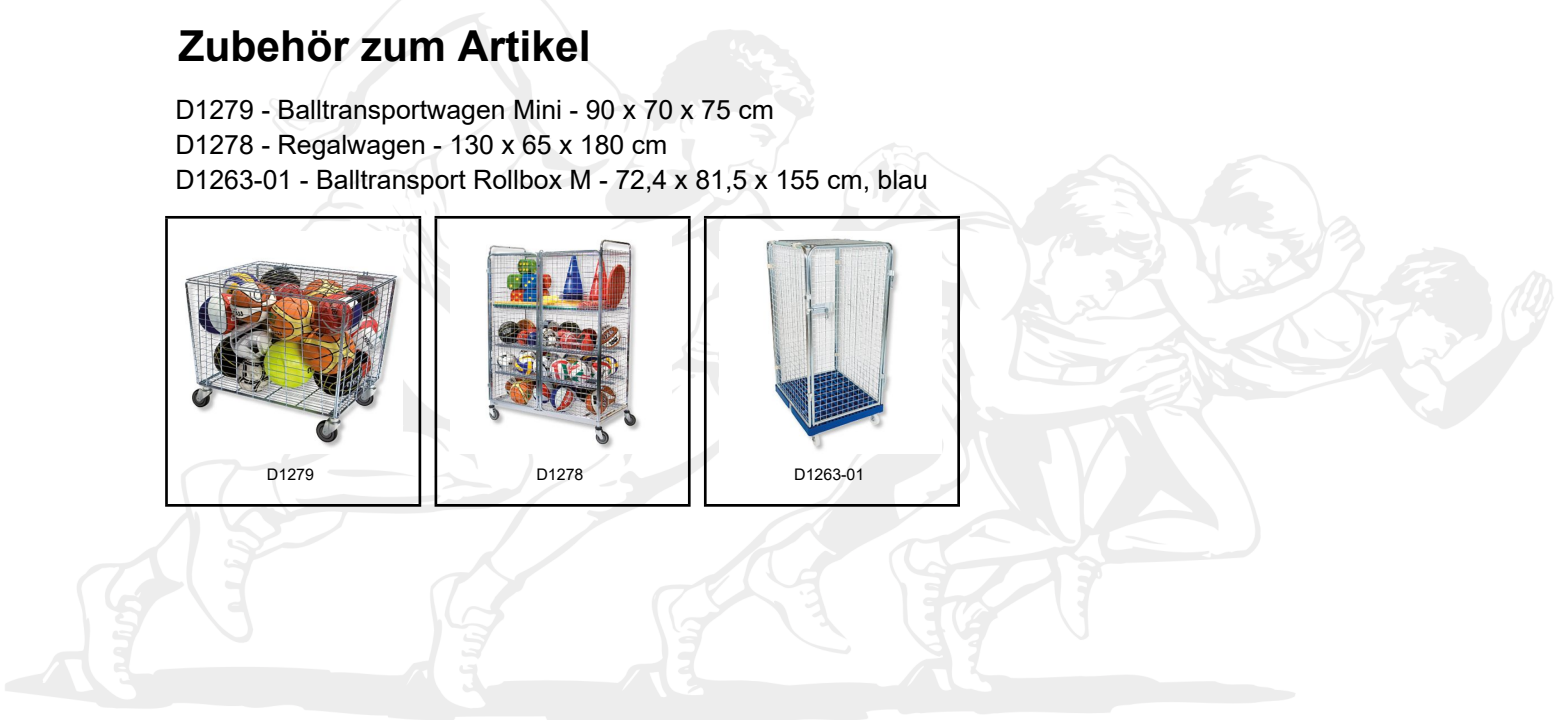 Zubehör zum Artikel
D1279 - Balltransportwagen Mini - 90 x 70 x 75 cm
D1278 - Regalwagen - 130 x 65 x 180 cm
D1263-01 - Balltransport Rollbox M - 72,4 x 81,5 x 155 cm, blau
D1279
D1278
D1263-01